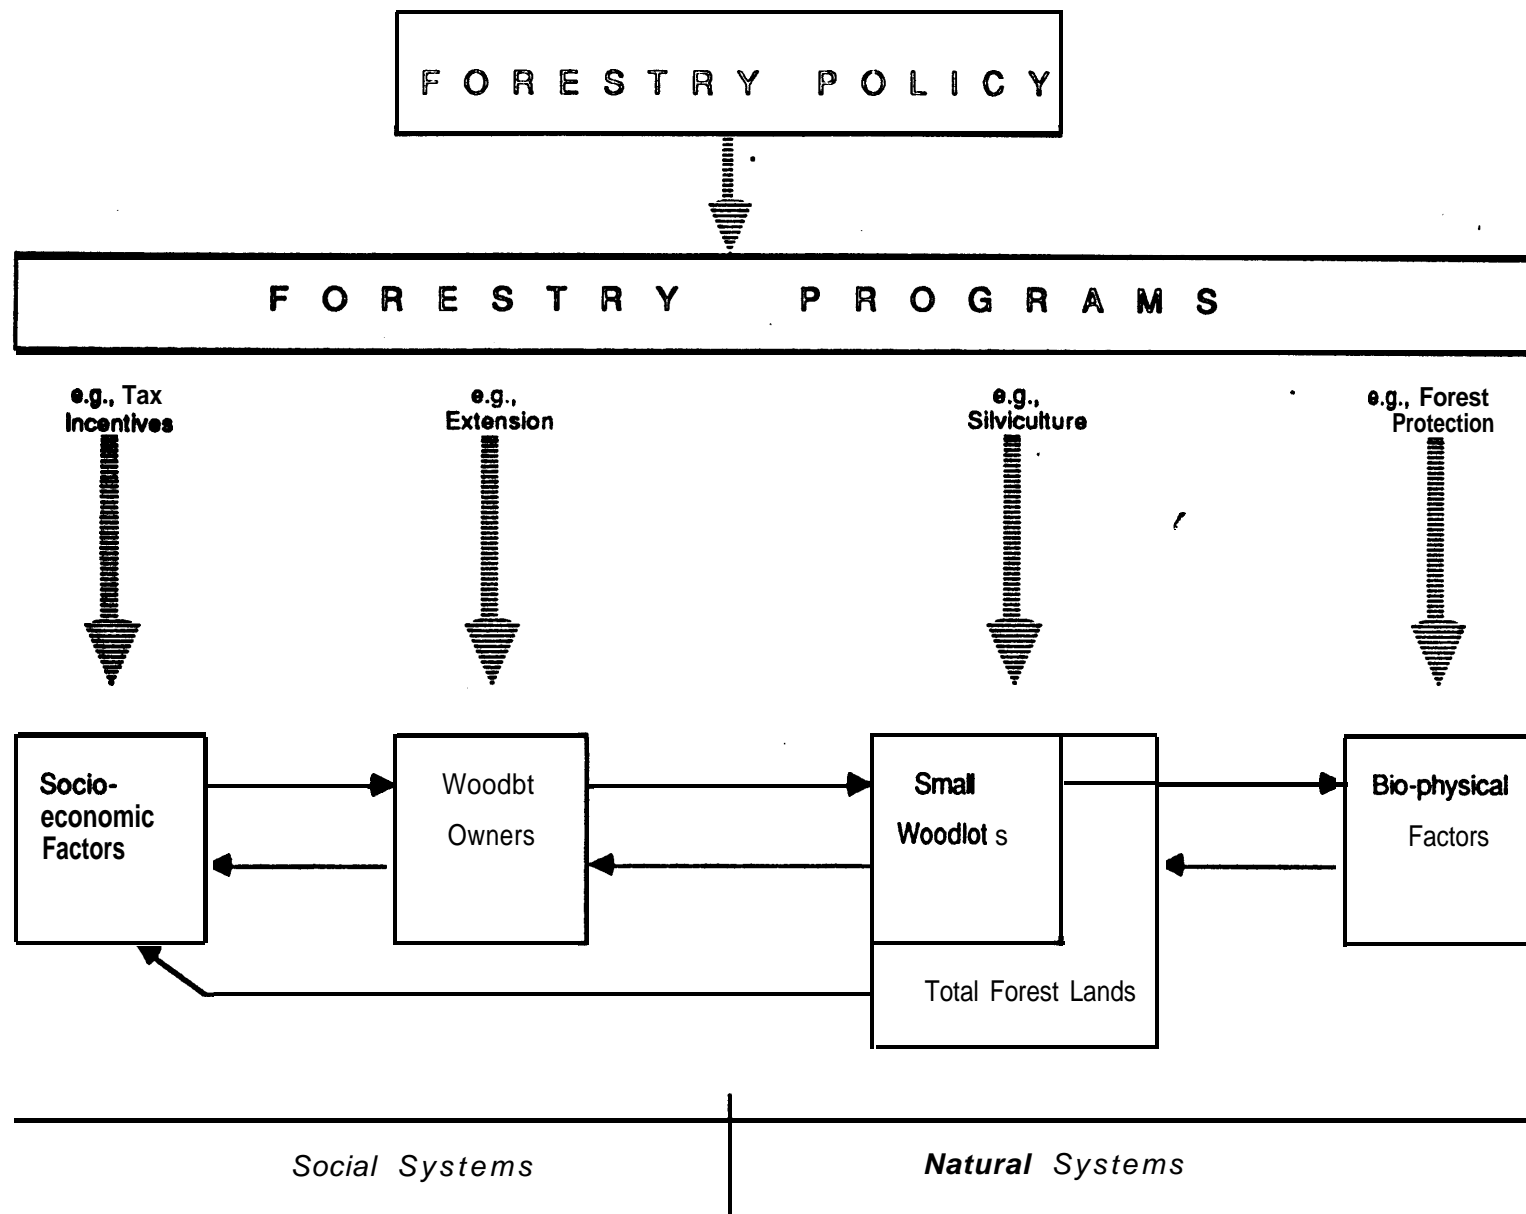 FORESTRY POLICY
FORESTRY PROGRAMS
e.g., Tax
Incentives
e.g.,
Extension
e.g.,
Silviculture
e.g., Forest
Protection
Socio-
economic
Factors
Woodbt
Owners
Small
Woodlot s
Total Forest Lands
Bio-physical
Factors
Social Systems
Natural Systems